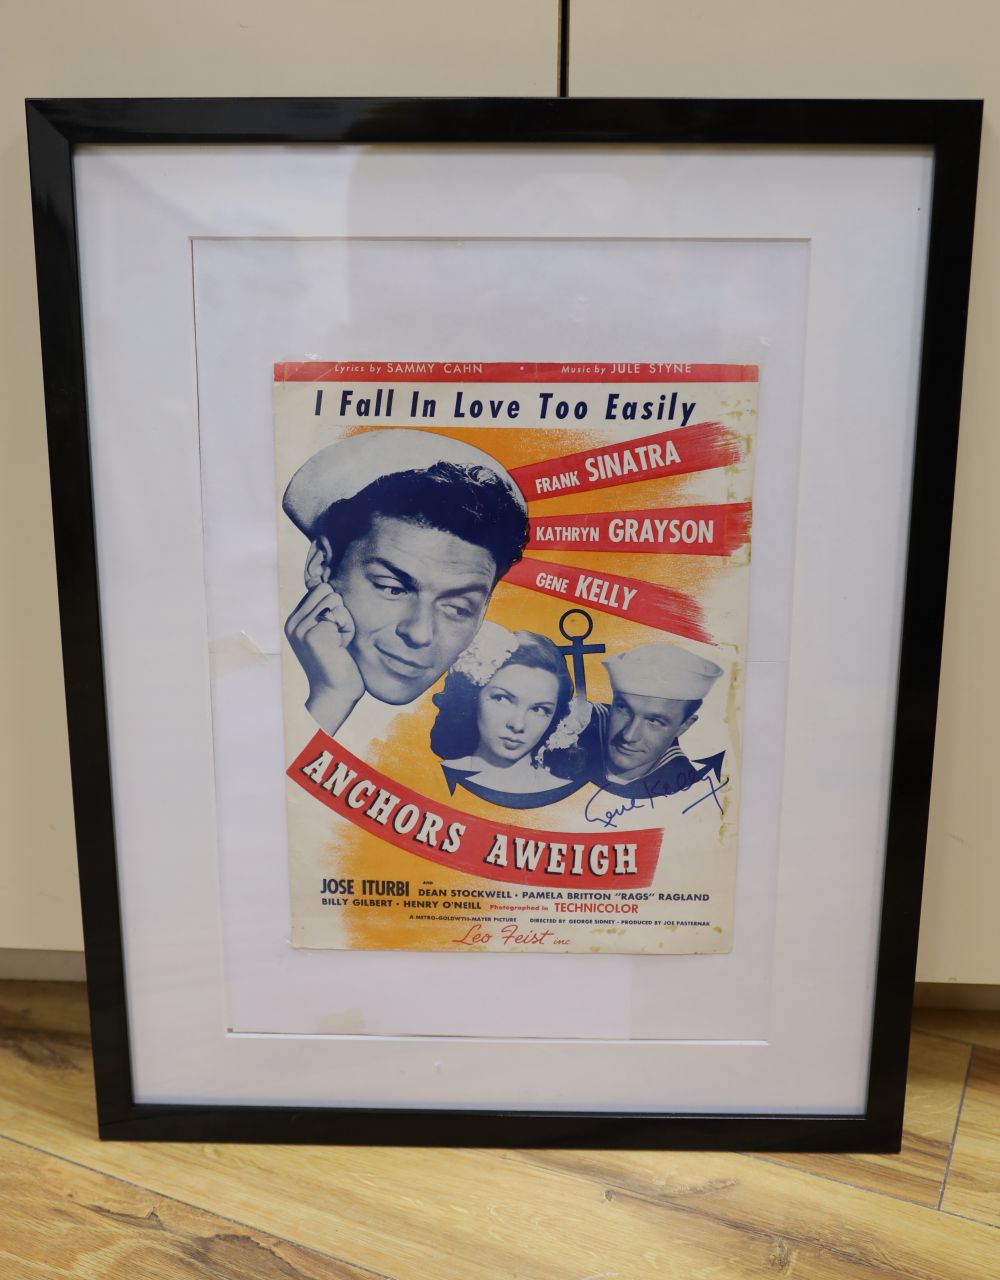 Lyrics by SAMMY CAHN • Music by JULE STYNE
I Fall In Love Too Easily
FRANK SINATRA
KATHRYN GRAYSON
GENE KELLY
Gene Kelly
ANCHORS AWEIGH
JOSE ITURBI AND DEAN STOCKWELL • PAMELA BRITTON "RAGS" RAGLAND
BILLY GILBERT • HENRY O'NEILL Photographed in TECHNICOLOR
A METRO-GOLDWYN-MAYER PICTURE DIRECTED BY GEORGE SIDNEY • PRODUCED BY JOE PASTERNAK
Leo Feist inc